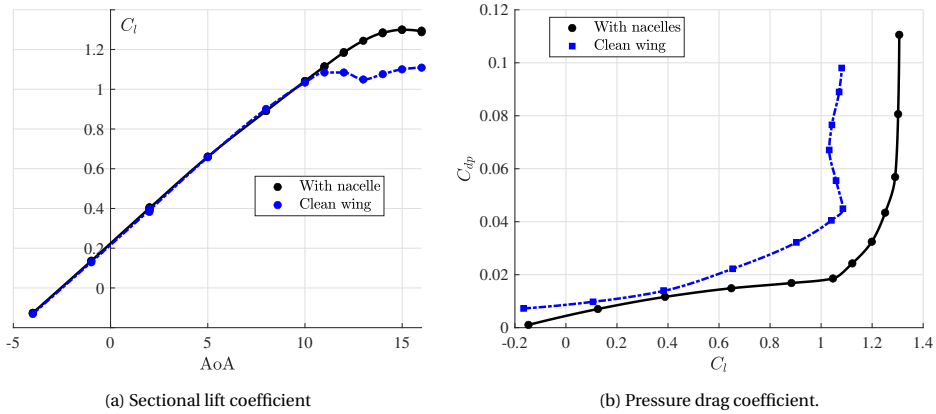 C_l
1.2
1
0.8
0.6
0.4
0.2
0
With nacelle
Clean wing
-5 0 5 10 15
AoA
(a) Sectional lift coefficient
0.12
0.1
0.08
0.06
0.04
0.02
0
C_dp
With nacelles
Clean wing
-0.2 0 0.2 0.4 0.6 0.8 1 1.2 1.4
C_l
(b) Pressure drag coefficient.